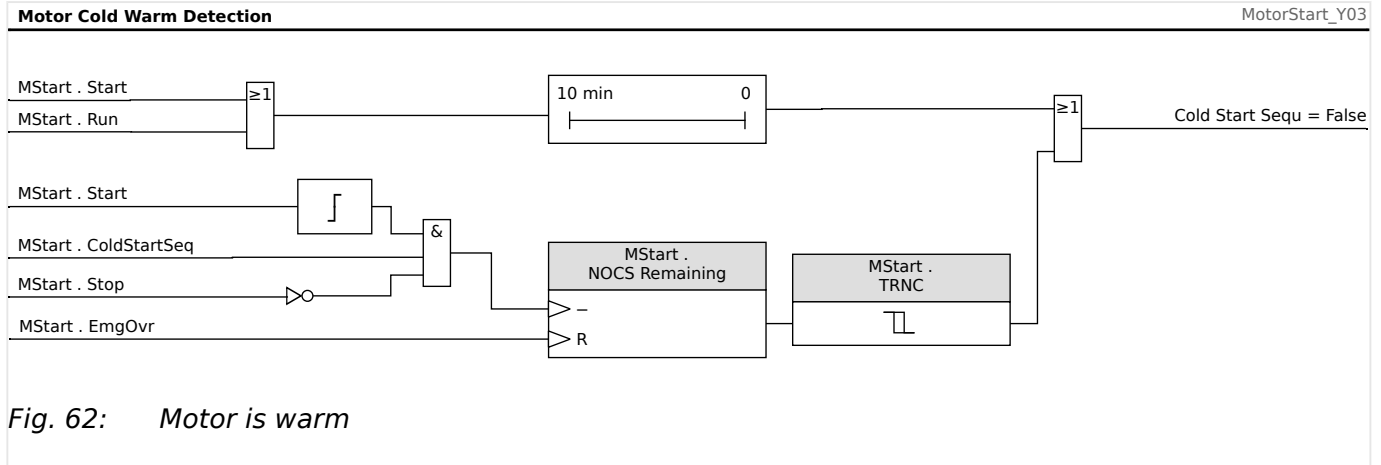 Motor Cold Warm Detection
MotorStart_Y03
MStart . Start
≥1
10 min
0
≥1
MStart . Run
Cold Start Sequ = False
MStart . Start
&
MStart . ColdStartSeq
MStart .
NOCS Remaining
MStart .
TRNC
MStart . Stop
−
MStart . EmgOvr
R
Fig. 62: Motor is warm